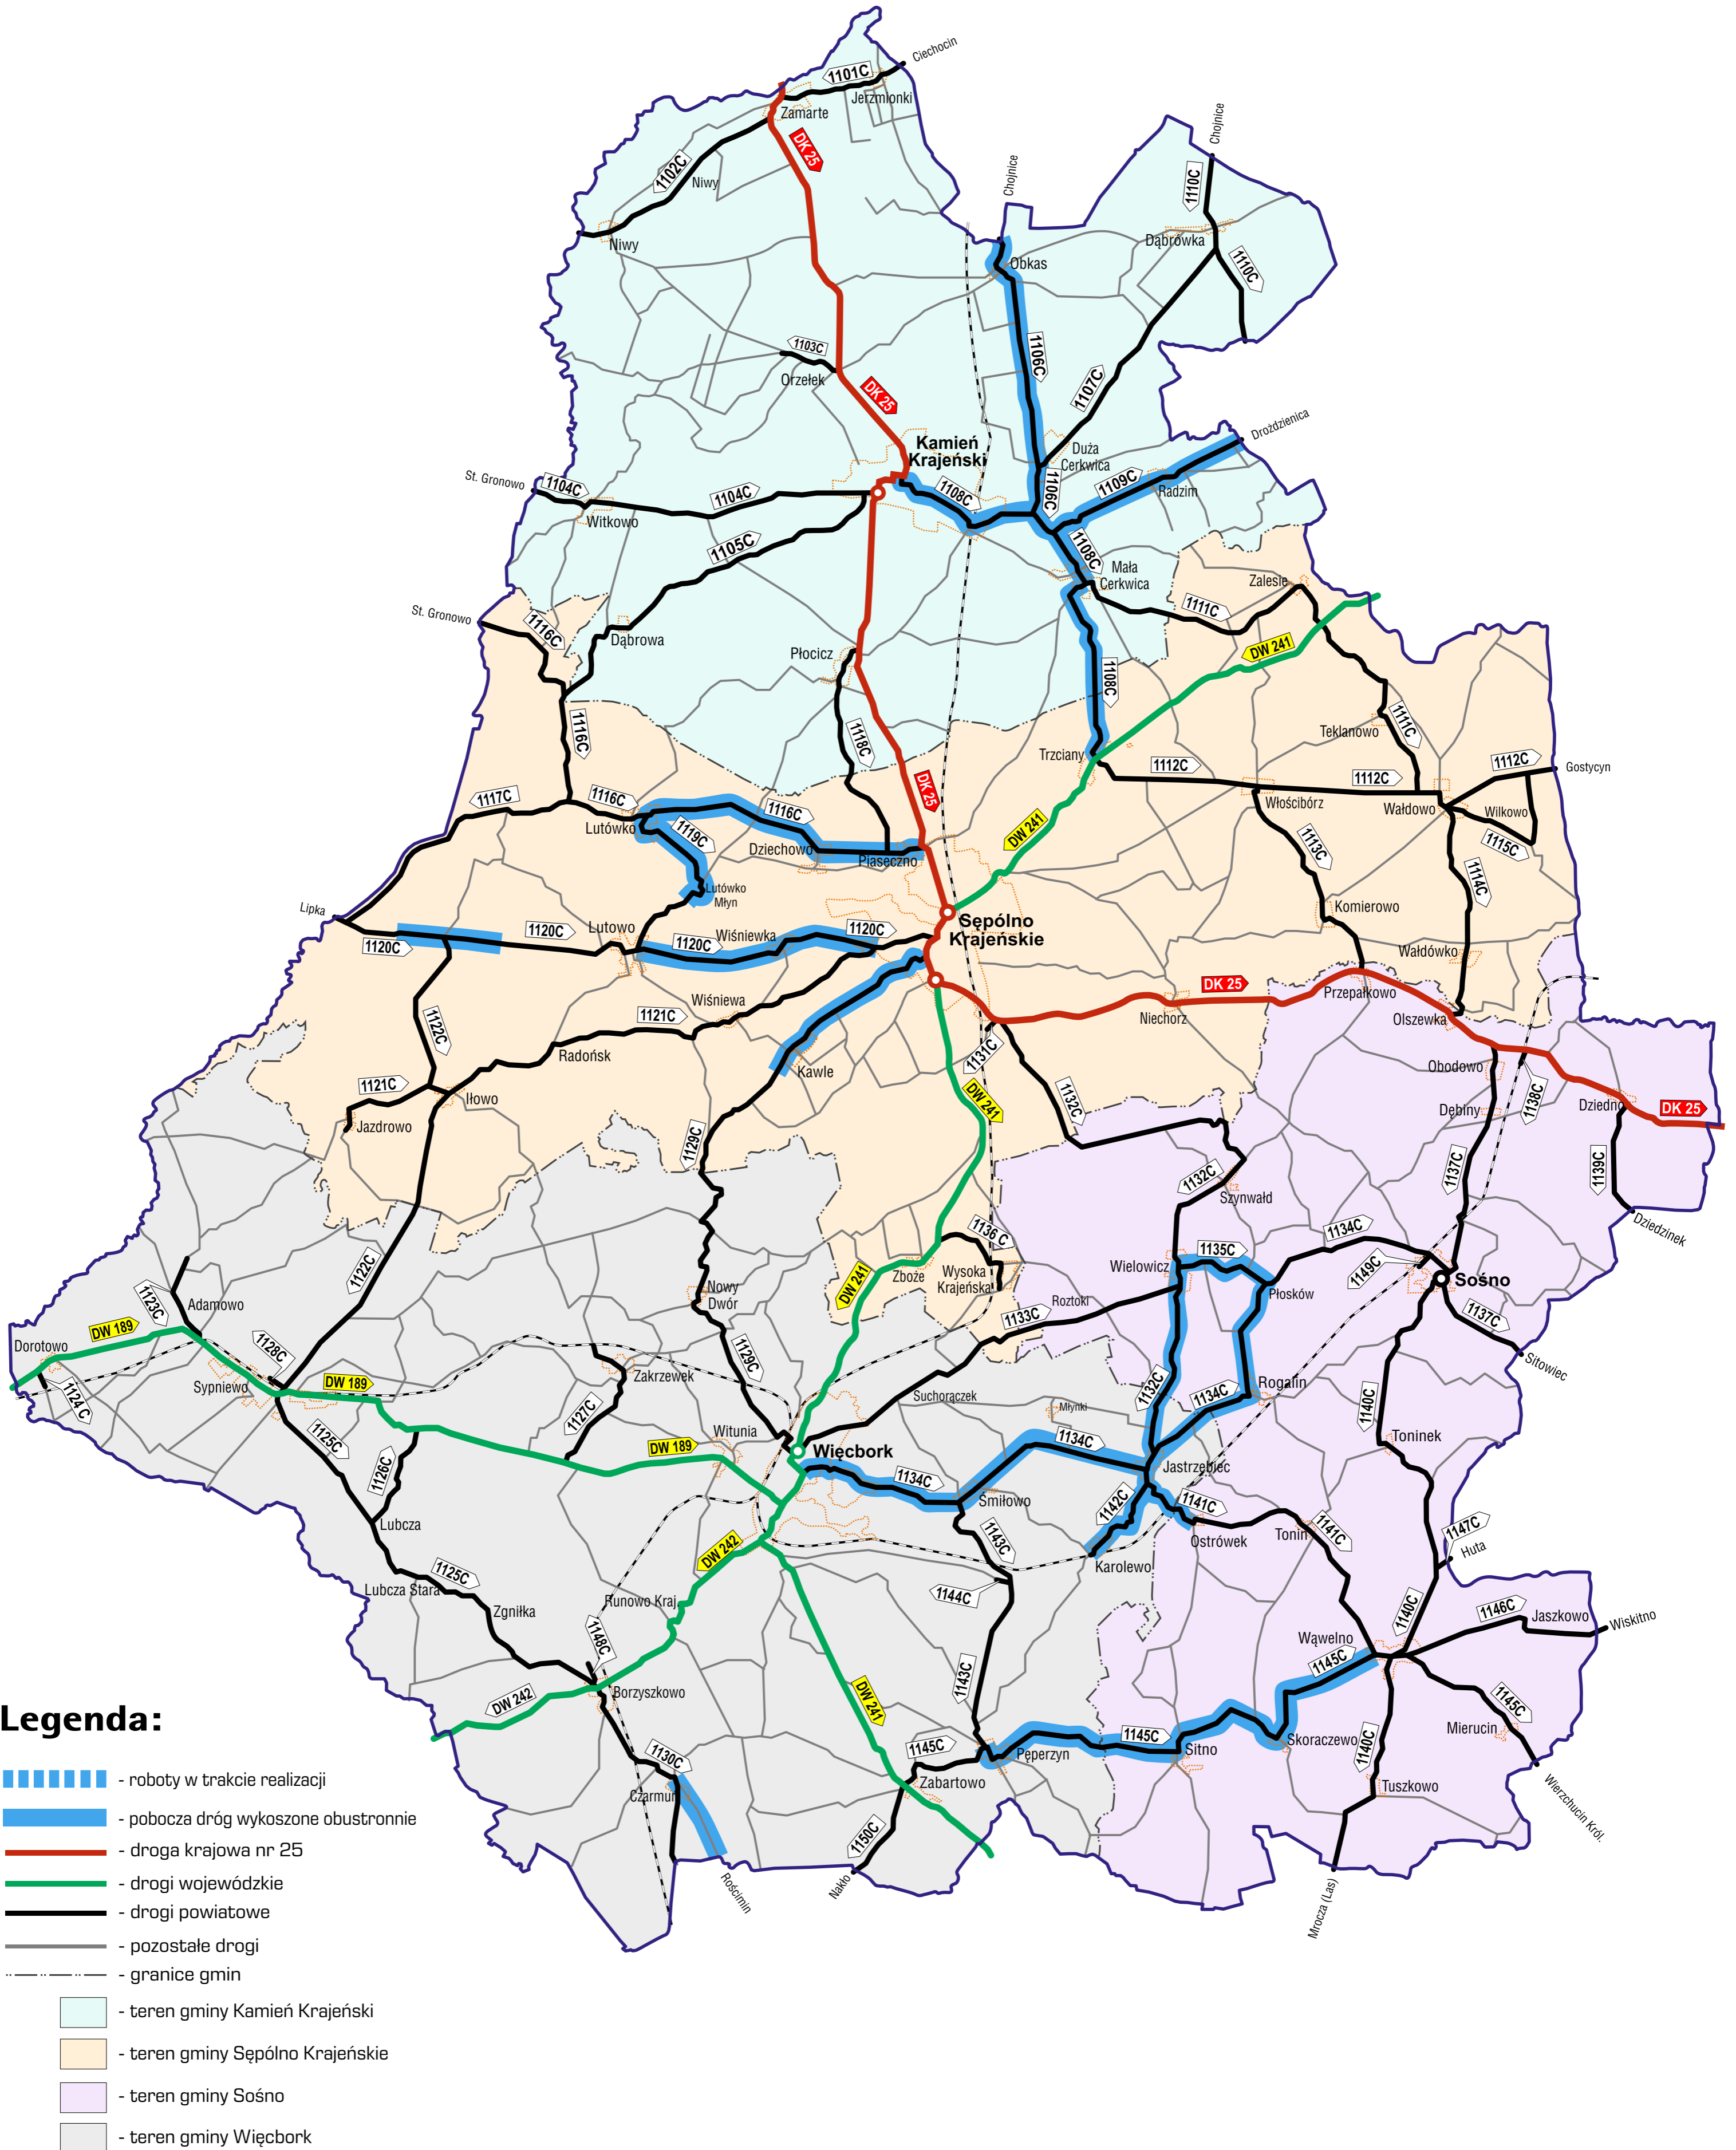 Ciechocin
1101C
Jerzmionki
Zamarte
DK 25
1102C
Niwy
Niwy
Chojnice
Chojnice
1110C
Dąbrówka
1110C
Obkas
1106C
1103C
Orzełek
DK 25
1107C
Kamień
Krajeński
Duża
Cerkwica
Drożdzienica
St. Gronowo
1104C
1104C
1108C
1106C
1109C
Radzim
Witkowo
1105C
1108C
Mała
Cerkwica
Zalesie
St. Gronowo
1116C
Dąbrowa
1111C
DW 241
Płocicz
1108C
1116C
1118C
Teklanowo
1111C
Trzciany
1112C
1112C
1112C
Gostycyn
DK 25
1117C
1116C
1116C
Lutówko
1119C
Dziechowo
Piaseczno
DW 241
Włościbórz
Wałdowo
Wilkowo
1113C
1115C
1114C
Lutówko
Młyn
Lipka
Komierowo
1120C
1120C
Lutowo
1120C
Wiśniewka
1120C
Sępólno
Krajeńskie
Wałdówko
DK 25
Przepałkowo
Wiśniewa
1121C
Niechorz
Olszewka
1122C
Radońsk
1131C
Kawle
Obodowo
1121C
Iłowo
DW 241
1132C
Dębiny
1138C
Dziedno
DK 25
Jazdrowo
1129C
1137C
1139C
1132C
Szynwałd
Dziedzinek
1136 C
1134C
1122C
1135C
Wielowicz
1149C
Zboże
Wysoka
Krajeńska
Sośno
1123C
Nowy
Dwór
DW 241
Płosków
Adamowo
Roztoki
1133C
1137C
DW 189
Dorotowo
1128C
1129C
Sitowiec
1124 C
Sypniewo
DW 189
Zakrzewek
1132C
1134C
Rogalin
Suchorączek
Młynki
1140C
1127C
1125C
Witunia
DW 189
Więcbork
1134C
Toninek
1126C
1134C
Jastrzębiec
Śmiłowo
1142C
1141C
Lubcza
1143C
Ostrówek
Tonin
1141C
1147C
Huta
DW 242
Karolewo
1125C
Lubcza Stara
1144C
Zgniłka
Runowo Kraj.
1140C
1146C
Jaszkowo
Wiskitno
1148C
Wąwelno
1145C
1143C
Borzyszkowo
DW 242
DW 241
1145C
Mierucin
1145C
1145C
Skoraczewo
Sitno
1140C
Pęperzyn
1130C
Zabartowo
Tuszkowo
Czarmuń
Wierzchucin Król.
1150C
Rościmin
Nakło
Mrocza (Las)
Legenda:
- roboty w trakcie realizacji
- pobocza dróg wykoszone obustronnie
- droga krajowa nr 25
- drogi wojewódzkie
- drogi powiatowe
- pozostałe drogi
- granice gmin
- teren gminy Kamień Krajeński
- teren gminy Sępólno Krajeńskie
- teren gminy Sośno
- teren gminy Więcbork